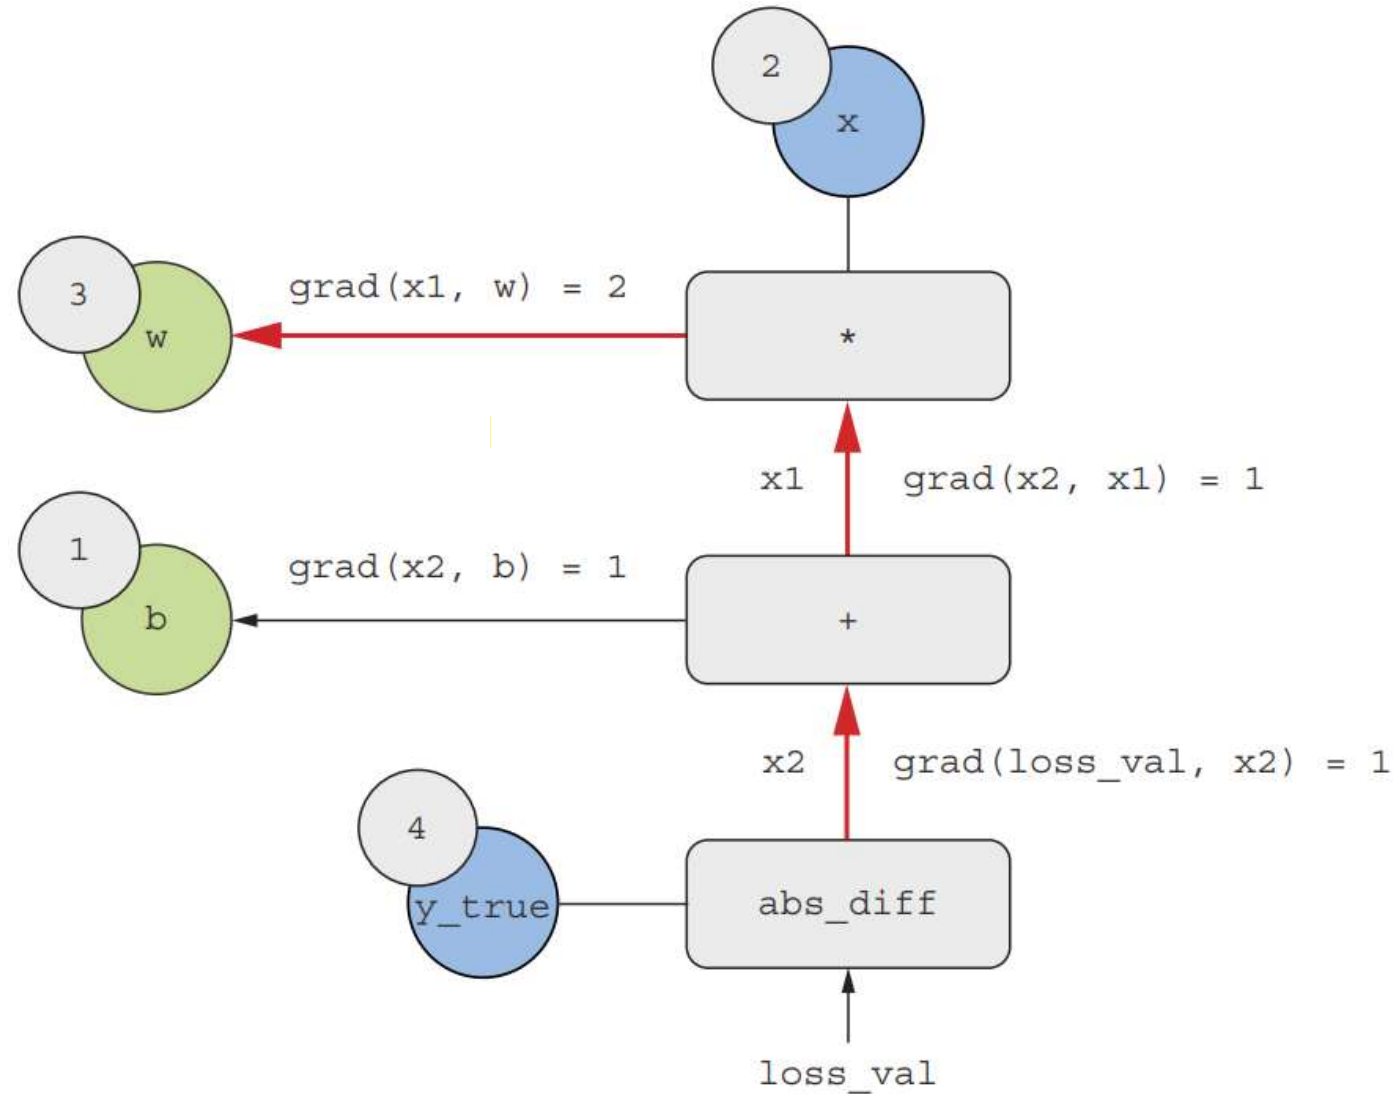 2
x
3
grad(x1, w) = 2
w
*
x1
grad(x2, x1) = 1
1
grad(x2, b) = 1
b
+
x2
grad(loss_val, x2) = 1
4
y_true
abs_diff
loss_val